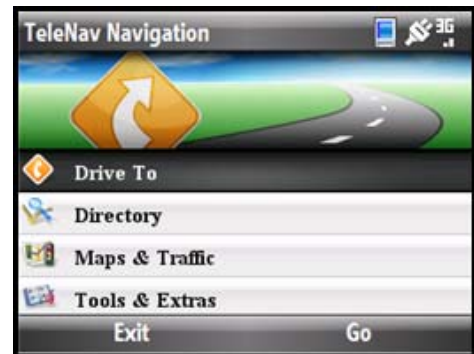 TeleNav Navigation 3G
Drive To
Directory
Maps & Traffic
Tools & Extras
Exit Go